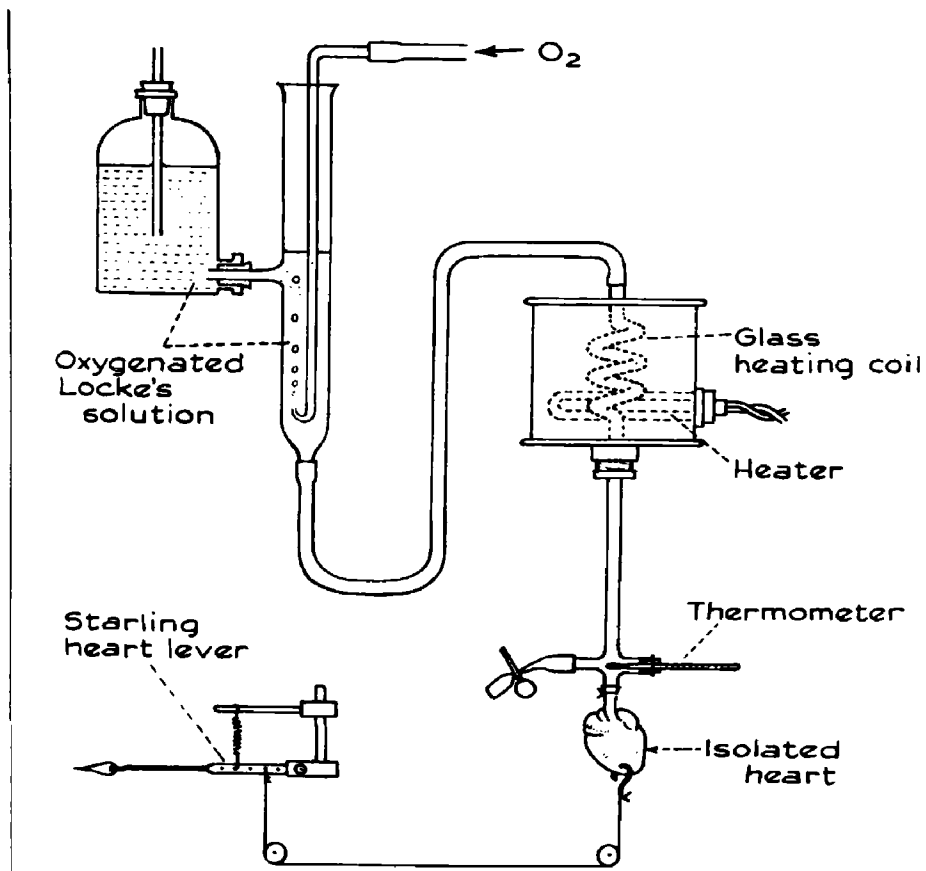 O₂
Oxygenated
Locke's
solution
Glass
heating coil
Heater
Starling
heart lever
Thermometer
Isolated
heart